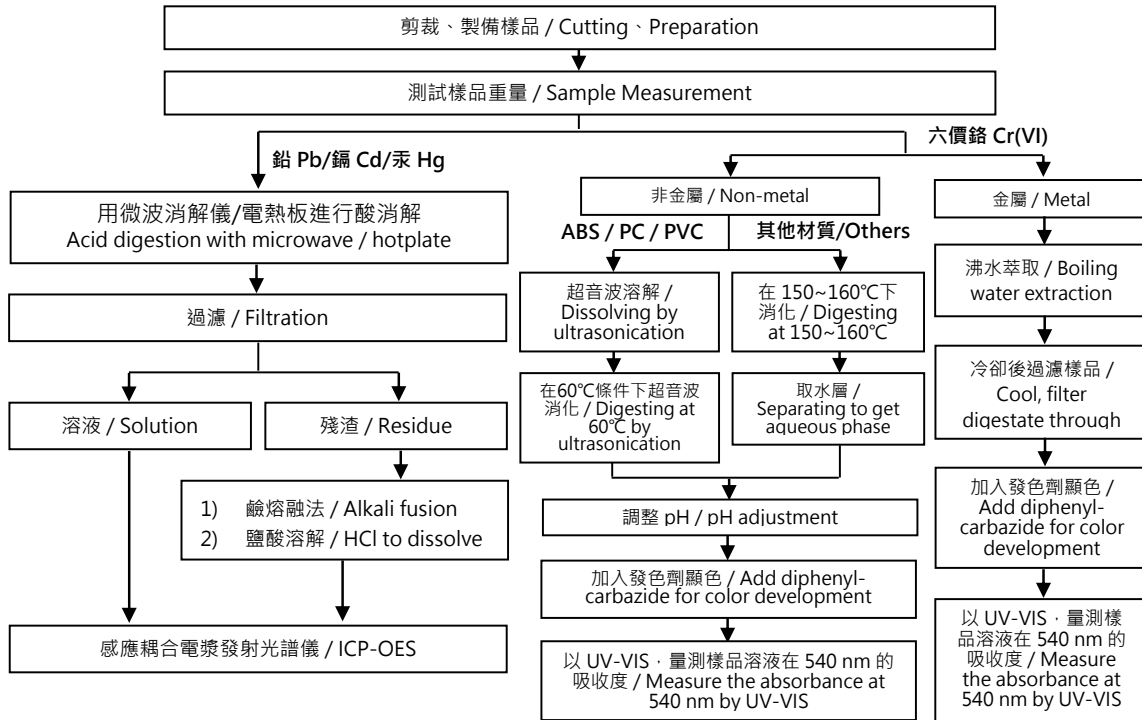 剪裁、製備樣品 / Cutting、Preparation
測試樣品重量 / Sample Measurement
鉛 Pb/鎘 Cd/汞 Hg
用微波消解儀/電熱板進行酸消解
Acid digestion with microwave / hotplate
過濾 / Filtration
溶液 / Solution
殘渣 / Residue
1) 鹼熔融法 / Alkali fusion
2) 鹽酸溶解 / HCl to dissolve
感應耦合電漿發射光譜儀 / ICP-OES
六價鉻 Cr(VI)
非金屬 / Non-metal
ABS / PC / PVC
其他材質/Others
超音波溶解 /
Dissolving by
ultrasonication
在60℃條件下超音波
消化 / Digesting at
60℃ by
ultrasonication
在 150~160℃下
消化 / Digesting
at 150~160℃
取水層 /
Separating to get
aqueous phase
調整 pH / pH adjustment
加入發色劑顯色 / Add diphenyl-
carbazide for color development
以 UV-VIS，量測樣品溶液在 540 nm 的
吸收度 / Measure the absorbance at
540 nm by UV-VIS
金屬 / Metal
沸水萃取 / Boiling
water extraction
冷卻後過濾樣品 /
Cool, filter
digestate through
加入發色劑顯色 /
Add diphenyl-
carbazide for color
development
以 UV-VIS，量測樣
品溶液在 540 nm 的
吸收度 / Measure
the absorbance at
540 nm by UV-VIS